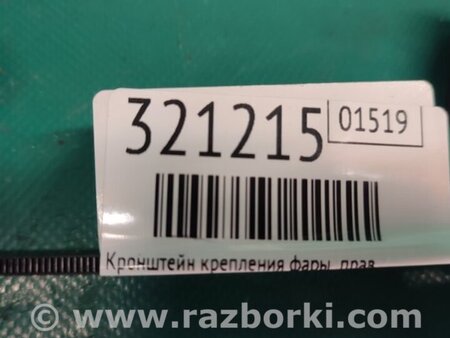 321215
01519
Кронштейн крепления фары, прав
www.razborki.com